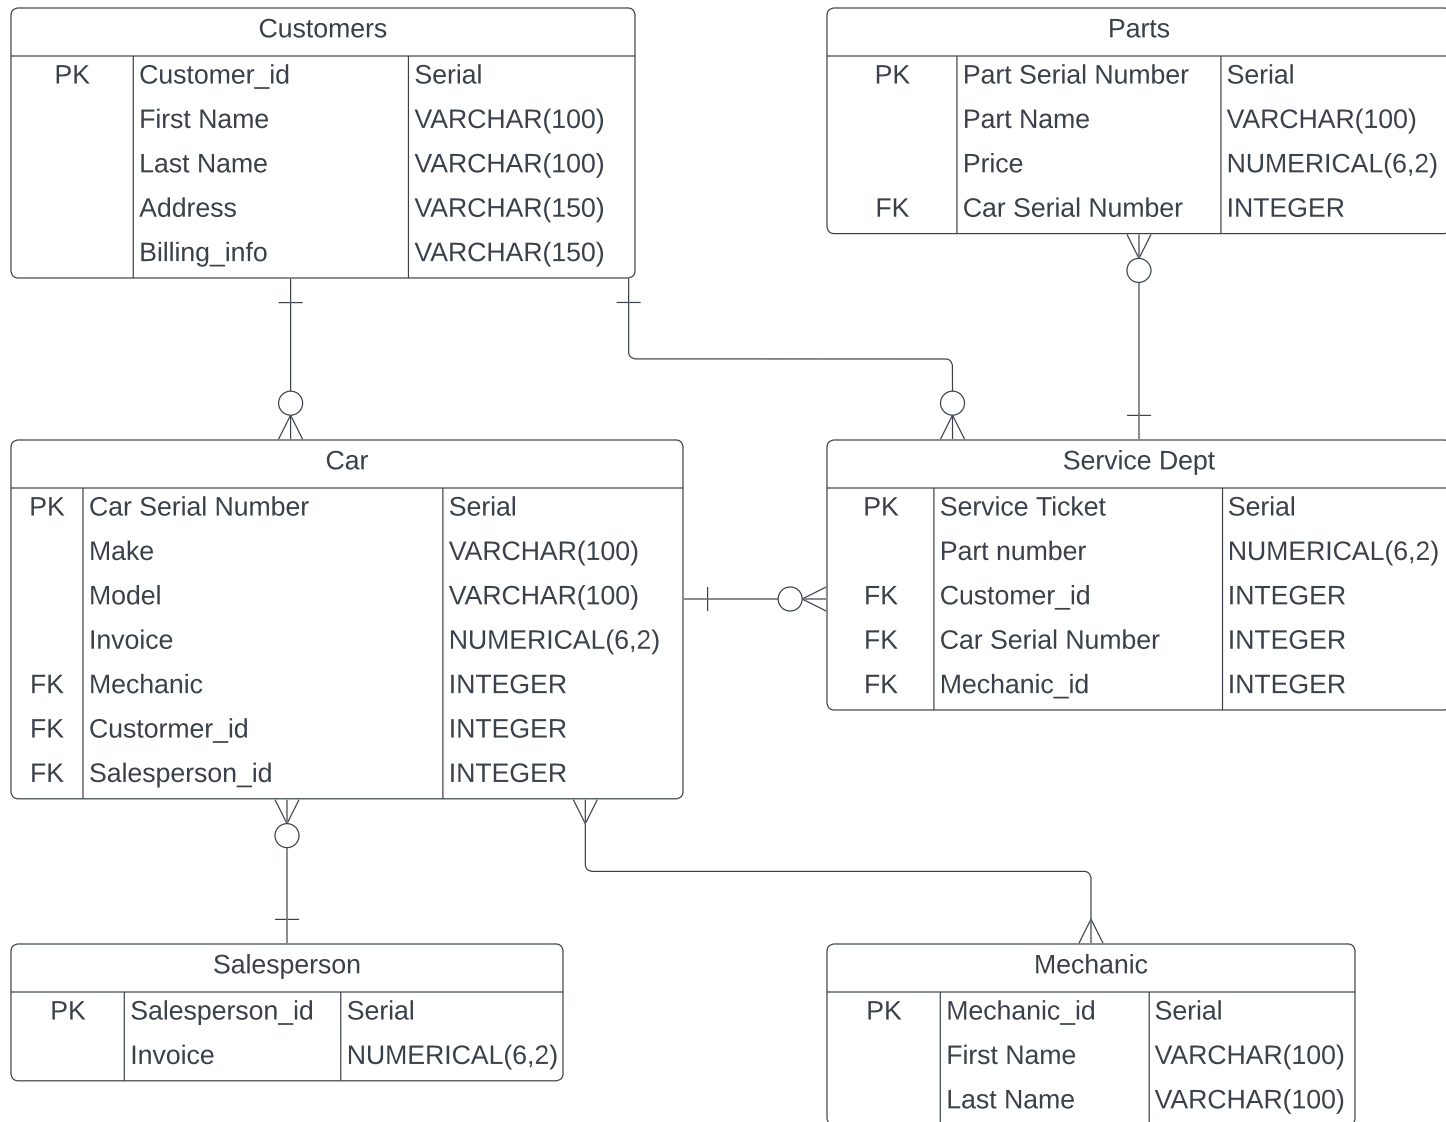 Customers
PK Customer_id Serial
First Name VARCHAR(100)
Last Name VARCHAR(100)
Address VARCHAR(150)
Billing_info VARCHAR(150)
Parts
PK Part Serial Number Serial
Part Name VARCHAR(100)
Price NUMERICAL(6,2)
FK Car Serial Number INTEGER
Car
PK Car Serial Number Serial
Make VARCHAR(100)
Model VARCHAR(100)
Invoice NUMERICAL(6,2)
FK Mechanic INTEGER
FK Custormer_id INTEGER
FK Salesperson_id INTEGER
Service Dept
PK Service Ticket Serial
Part number NUMERICAL(6,2)
FK Customer_id INTEGER
FK Car Serial Number INTEGER
FK Mechanic_id INTEGER
Salesperson
PK Salesperson_id Serial
Invoice NUMERICAL(6,2)
Mechanic
PK Mechanic_id Serial
First Name VARCHAR(100)
Last Name VARCHAR(100)